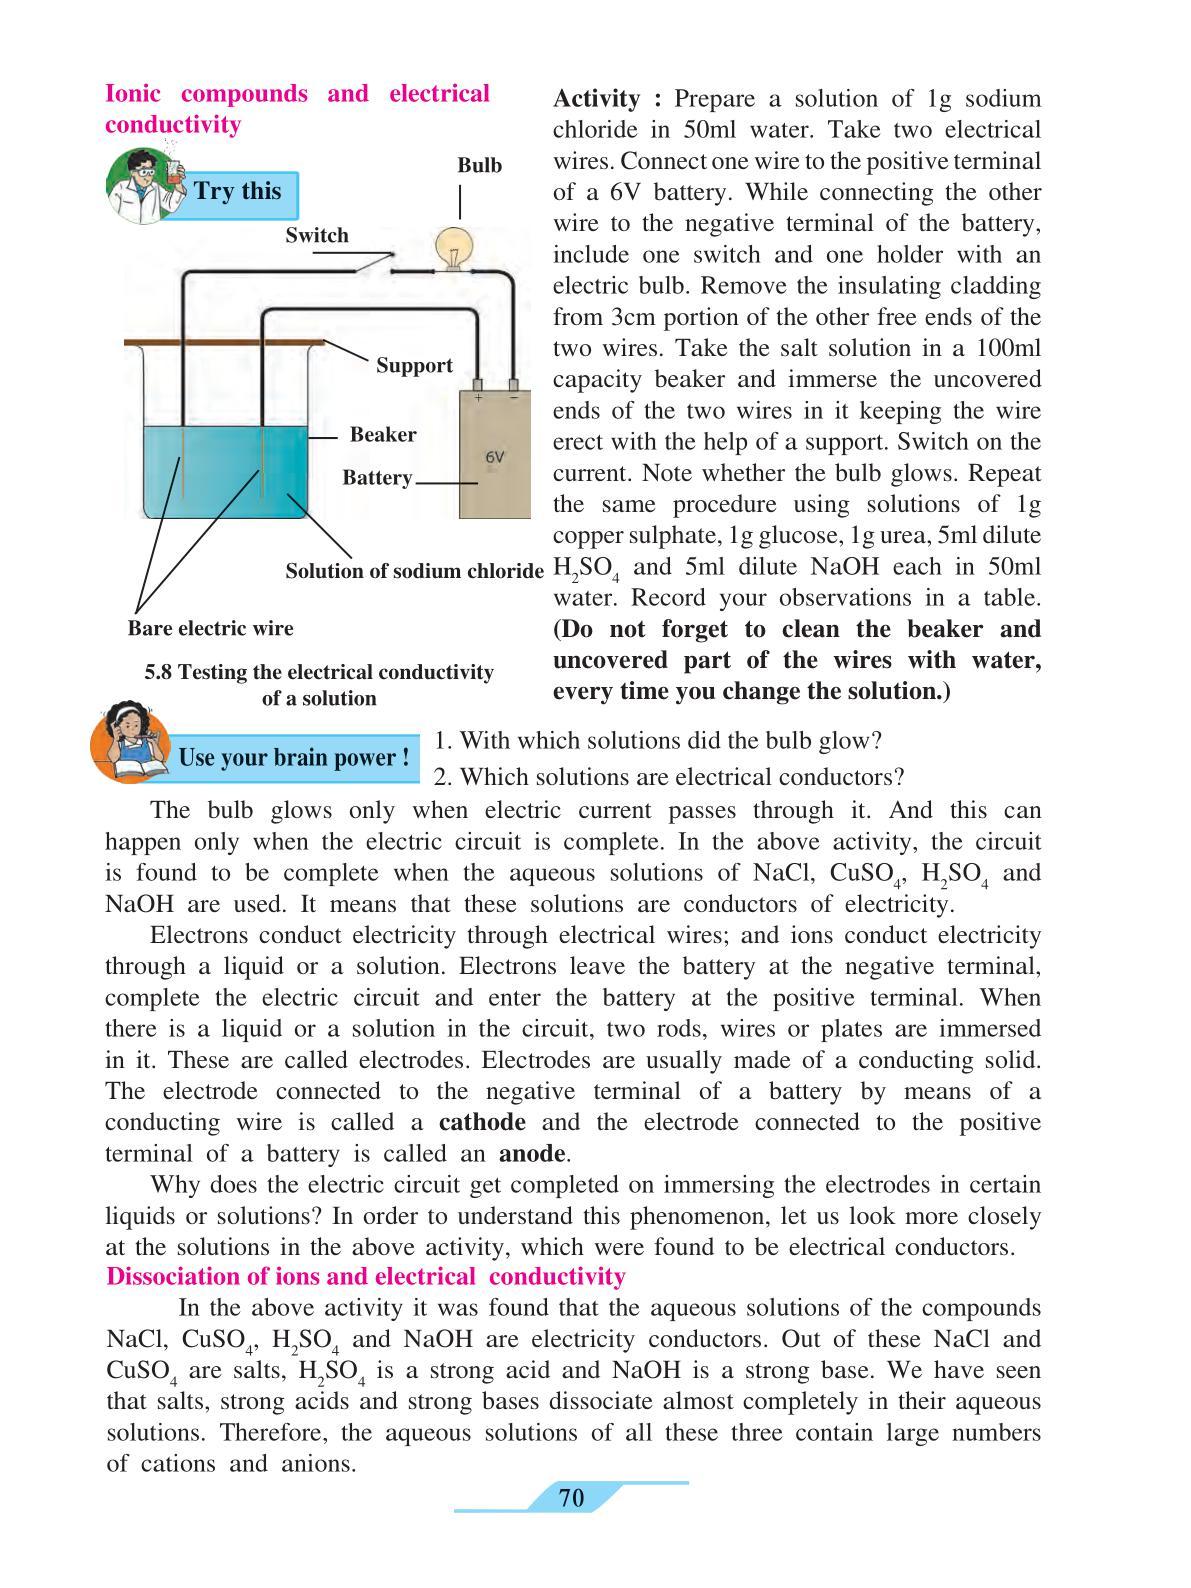 Ionic compounds and electrical
conductivity
Try this
Bulb
Switch
Support
+ –
Beaker
6V
Battery
Solution of sodium chloride
Bare electric wire
5.8 Testing the electrical conductivity
of a solution
Activity : Prepare a solution of 1g sodium
chloride in 50ml water. Take two electrical
wires. Connect one wire to the positive terminal
of a 6V battery. While connecting the other
wire to the negative terminal of the battery,
include one switch and one holder with an
electric bulb. Remove the insulating cladding
from 3cm portion of the other free ends of the
two wires. Take the salt solution in a 100ml
capacity beaker and immerse the uncovered
ends of the two wires in it keeping the wire
erect with the help of a support. Switch on the
current. Note whether the bulb glows. Repeat
the same procedure using solutions of 1g
copper sulphate, 1g glucose, 1g urea, 5ml dilute
H₂SO₄ and 5ml dilute NaOH each in 50ml
water. Record your observations in a table.
(Do not forget to clean the beaker and
uncovered part of the wires with water,
every time you change the solution.)
Use your brain power !
1. With which solutions did the bulb glow?
2. Which solutions are electrical conductors?
The bulb glows only when electric current passes through it. And this can
happen only when the electric circuit is complete. In the above activity, the circuit
is found to be complete when the aqueous solutions of NaCl, CuSO₄, H₂SO₄ and
NaOH are used. It means that these solutions are conductors of electricity.
Electrons conduct electricity through electrical wires; and ions conduct electricity
through a liquid or a solution. Electrons leave the battery at the negative terminal,
complete the electric circuit and enter the battery at the positive terminal. When
there is a liquid or a solution in the circuit, two rods, wires or plates are immersed
in it. These are called electrodes. Electrodes are usually made of a conducting solid.
The electrode connected to the negative terminal of a battery by means of a
conducting wire is called a cathode and the electrode connected to the positive
terminal of a battery is called an anode.
Why does the electric circuit get completed on immersing the electrodes in certain
liquids or solutions? In order to understand this phenomenon, let us look more closely
at the solutions in the above activity, which were found to be electrical conductors.
Dissociation of ions and electrical conductivity
In the above activity it was found that the aqueous solutions of the compounds
NaCl, CuSO₄, H₂SO₄ and NaOH are electricity conductors. Out of these NaCl and
CuSO₄ are salts, H₂SO₄ is a strong acid and NaOH is a strong base. We have seen
that salts, strong acids and strong bases dissociate almost completely in their aqueous
solutions. Therefore, the aqueous solutions of all these three contain large numbers
of cations and anions.
70